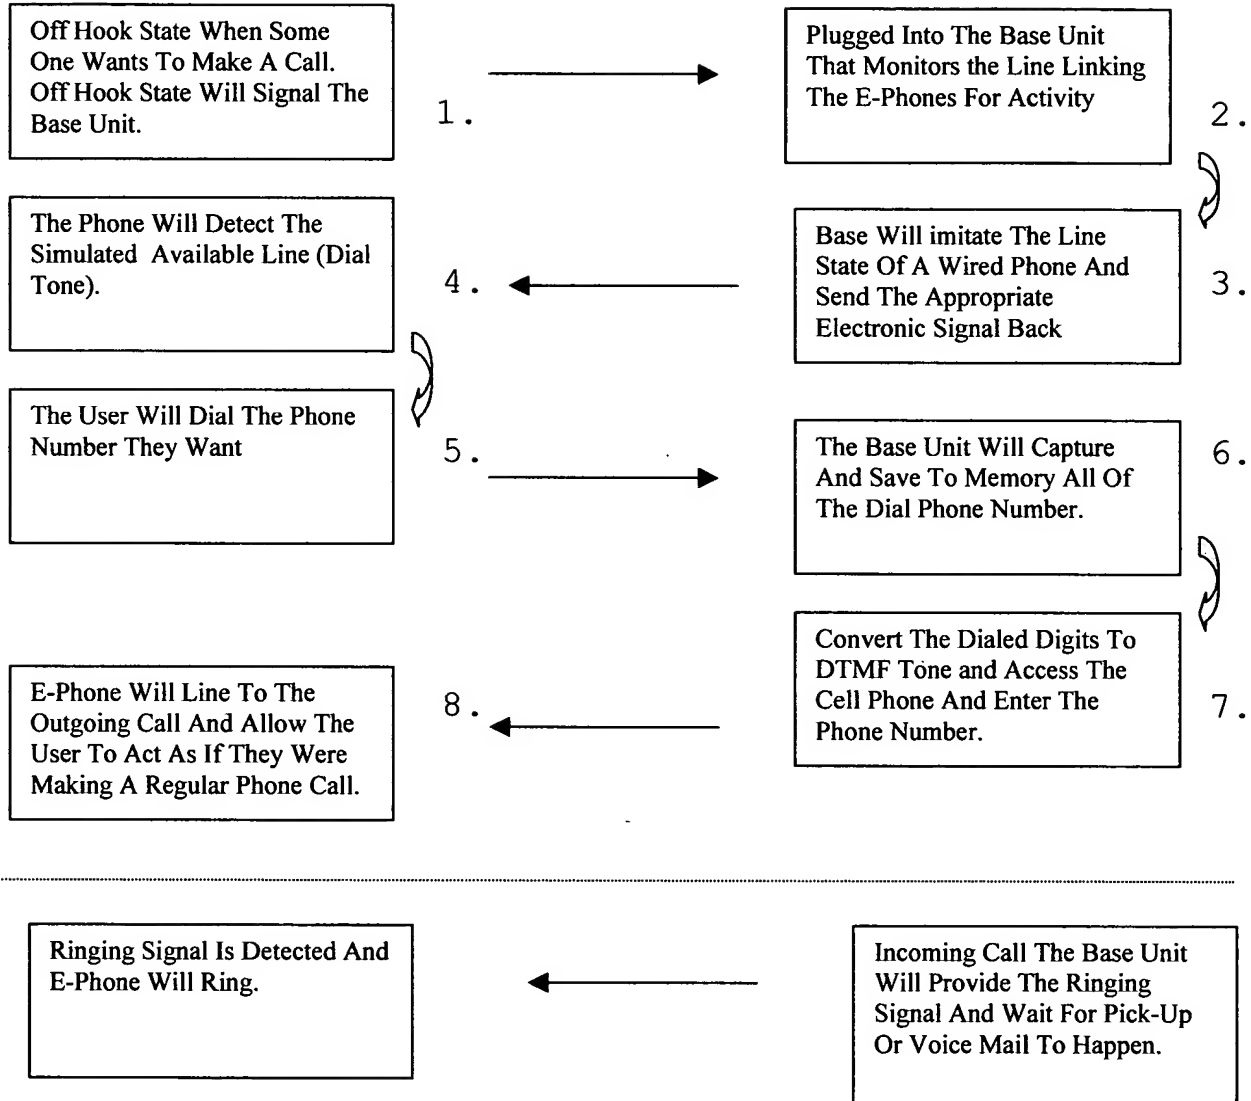 Off Hook State When Some
One Wants To Make A Call.
Off Hook State Will Signal The
Base Unit.
1.
Plugged Into The Base Unit
That Monitors the Line Linking
The E-Phones For Activity
2.
The Phone Will Detect The
Simulated Available Line (Dial
Tone).
4.
Base Will imitate The Line
State Of A Wired Phone And
Send The Appropriate
Electronic Signal Back
3.
The User Will Dial The Phone
Number They Want
5.
The Base Unit Will Capture
And Save To Memory All Of
The Dial Phone Number.
6.
Convert The Dialed Digits To
DTMF Tone and Access The
Cell Phone And Enter The
Phone Number.
7.
E-Phone Will Line To The
Outgoing Call And Allow The
User To Act As If They Were
Making A Regular Phone Call.
8.
Ringing Signal Is Detected And
E-Phone Will Ring.
Incoming Call The Base Unit
Will Provide The Ringing
Signal And Wait For Pick-Up
Or Voice Mail To Happen.